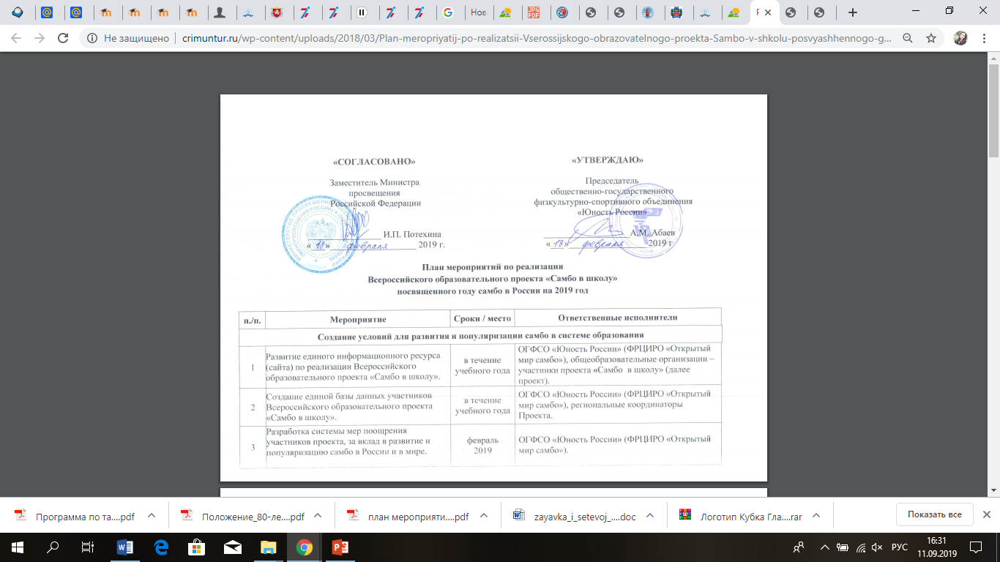 Нов
Не защищено
crimuntur.ru/wp-content/uploads/2018/03/Plan-meropriyatij-po-realizatsii-Vserossijskogo-obrazovatelnogo-proekta-Sambo-v-shkolu-posvyashhennogo-g...
«СОГЛАСОВАНО»
Заместитель Министра
просвещения
Российской Федерации
И.П. Потехина
«18» февраля 2019 г.
«УТВЕРЖДАЮ»
Председатель
общественно-государственного
физкультурно-спортивного объединения
«Юность России»
А.М. Абаев
«18» февраля 2019 г
План мероприятий по реализации
Всероссийского образовательного проекта «Самбо в школу»
посвященного году самбо в России на 2019 год
п./п. Мероприятие Сроки / место Ответственные исполнители
Создание условий для развития и популяризации самбо в системе образования
1
Развитие единого информационного ресурса
(сайта) по реализации Всероссийского
образовательного проекта «Самбо в школу».
в течение
учебного года
ОГФСО «Юность России» (ФРЦИРО «Открытый
мир самбо»), общеобразовательные организации –
участники проекта «Самбо в школу» (далее
проект).
2
Создание единой базы данных участников
Всероссийского образовательного проекта
«Самбо в школу».
в течение
учебного года
ОГФСО «Юность России» (ФРЦИРО «Открытый
мир самбо»), региональные координаторы
Проекта.
3
Разработка системы мер поощрения
участников проекта, за вклад в развитие и
популяризацию самбо в России и в мире.
февраль
2019
ОГФСО «Юность России» (ФРЦИРО «Открытый
мир самбо»).
Программа по та....pdf
Положение_80-ле....pdf
план мероприяти....pdf
zayavka_i_setevoj_....doc
Логотип Кубка Гла....rar
Показать все
РУС
16:31
11.09.2019